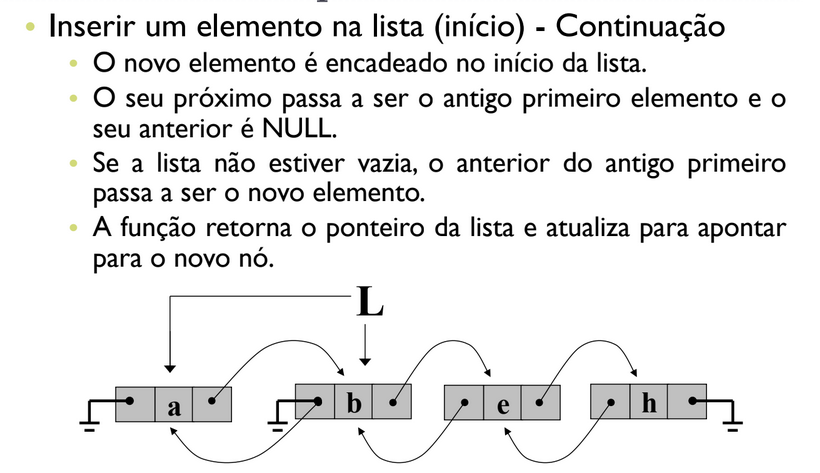 Inserir um elemento na lista (início) - Continuação
O novo elemento é encadeado no início da lista.
O seu próximo passa a ser o antigo primeiro elemento e o
seu anterior é NULL.
Se a lista não estiver vazia, o anterior do antigo primeiro
passa a ser o novo elemento.
A função retorna o ponteiro da lista e atualiza para apontar
para o novo nó.
L
a b e h